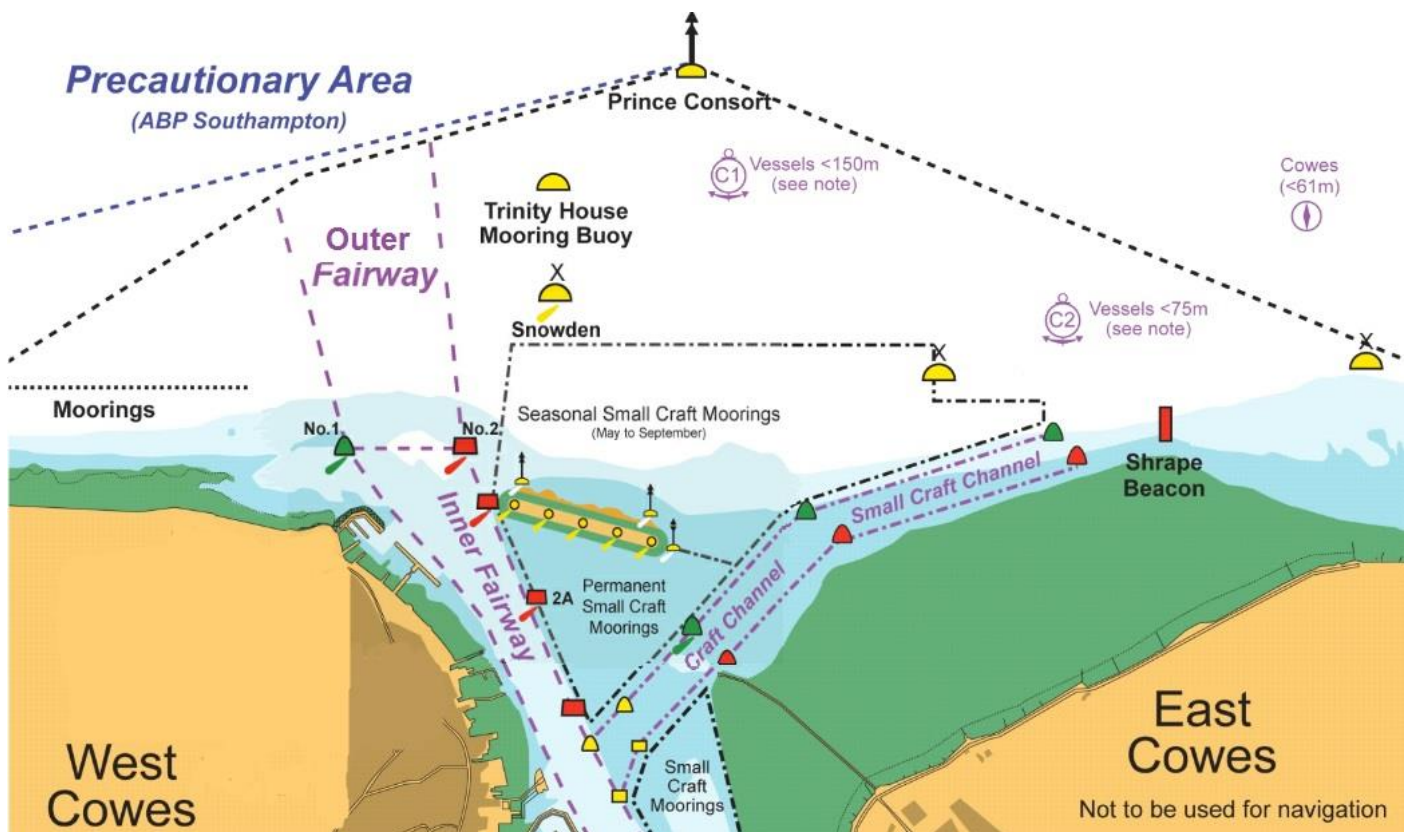 Precautionary Area
(ABP Southampton)
Prince Consort
C1
Vessels <150m
(see note)
Cowes
(<61m)
Trinity House
Mooring Buoy
Outer
Fairway
X
Snowden
C2
Vessels <75m
(see note)
X
X
Moorings
Seasonal Small Craft Moorings
(May to September)
No.1
No.2
Small Craft Channel
Shrape
Beacon
Inner Fairway
2A
Permanent
Small Craft
Moorings
Craft Channel
West
Cowes
Small
Craft
Moorings
East
Cowes
Not to be used for navigation